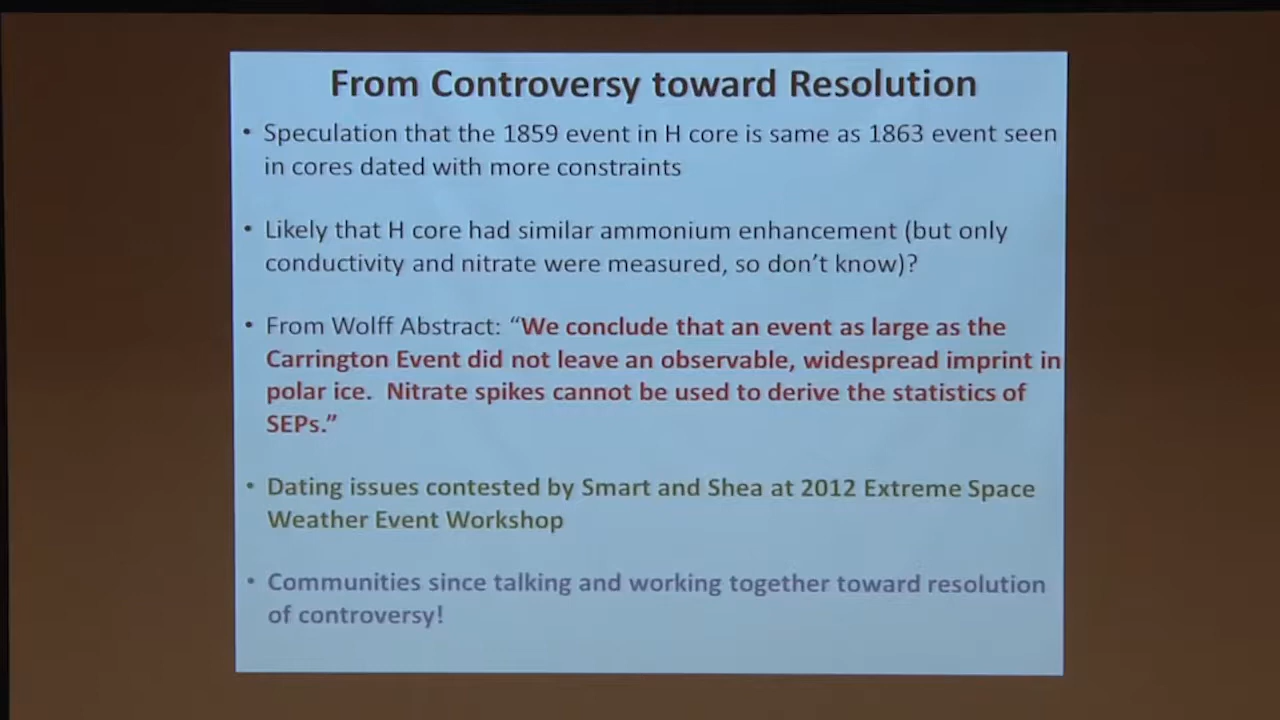 From Controversy toward Resolution
• Speculation that the 1859 event in H core is same as 1863 event seen
in cores dated with more constraints
• Likely that H core had similar ammonium enhancement (but only
conductivity and nitrate were measured, so don't know)?
• From Wolff Abstract: "We conclude that an event as large as the
Carrington Event did not leave an observable, widespread imprint in
polar ice. Nitrate spikes cannot be used to derive the statistics of
SEPs."
• Dating issues contested by Smart and Shea at 2012 Extreme Space
Weather Event Workshop
• Communities since talking and working together toward resolution
of controversy!